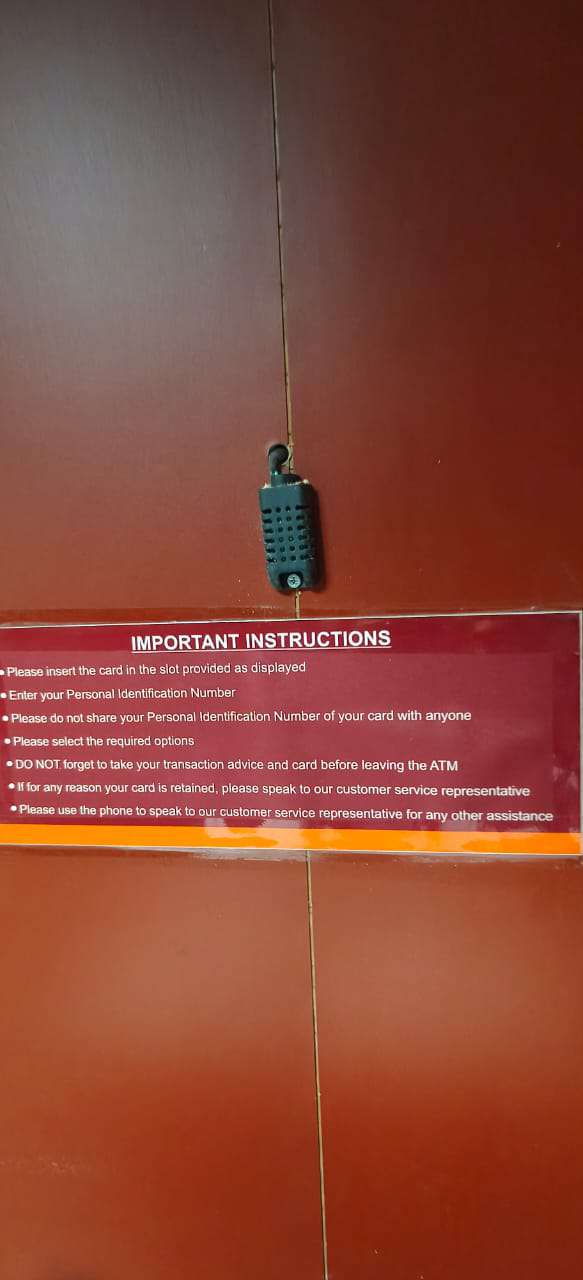 IMPORTANT INSTRUCTIONS
• Please insert the card in the slot provided as displayed
• Enter your Personal Identification Number
• Please do not share your Personal Identification Number of your card with anyone
• Please select the required options
• DO NOT forget to take your transaction advice and card before leaving the ATM
• If for any reason your card is retained, please speak to our customer service representative
• Please use the phone to speak to our customer service representative for any other assistance